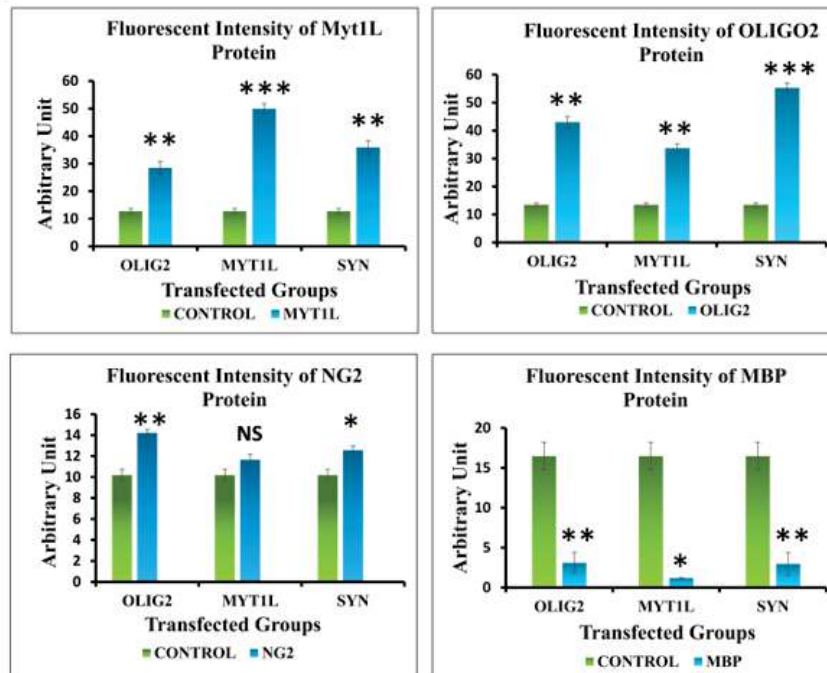 Fluorescent Intensity of Myt1L
Protein
Arbitrary Unit
60
50
40
30
20
10
0
**
***
**
OLIG2 MYT1L SYN
Transfected Groups
CONTROL MYT1L
Fluorescent Intensity of OLIGO2
Protein
Arbitrary Unit
60
50
40
30
20
10
0
**
**
***
OLIG2 MYT1L SYN
Transfected Groups
CONTROL OLIG2
Fluorescent Intensity of NG2
Protein
Arbitrary Unit
16
14
12
10
8
6
4
2
0
**
NS
*
OLIG2 MYT1L SYN
Transfected Groups
CONTROL NG2
Fluorescent Intensity of MBP
Protein
Arbitrary Unit
20
15
10
5
0
**
*
**
OLIG2 MYT1L SYN
Transfected Groups
CONTROL MBP